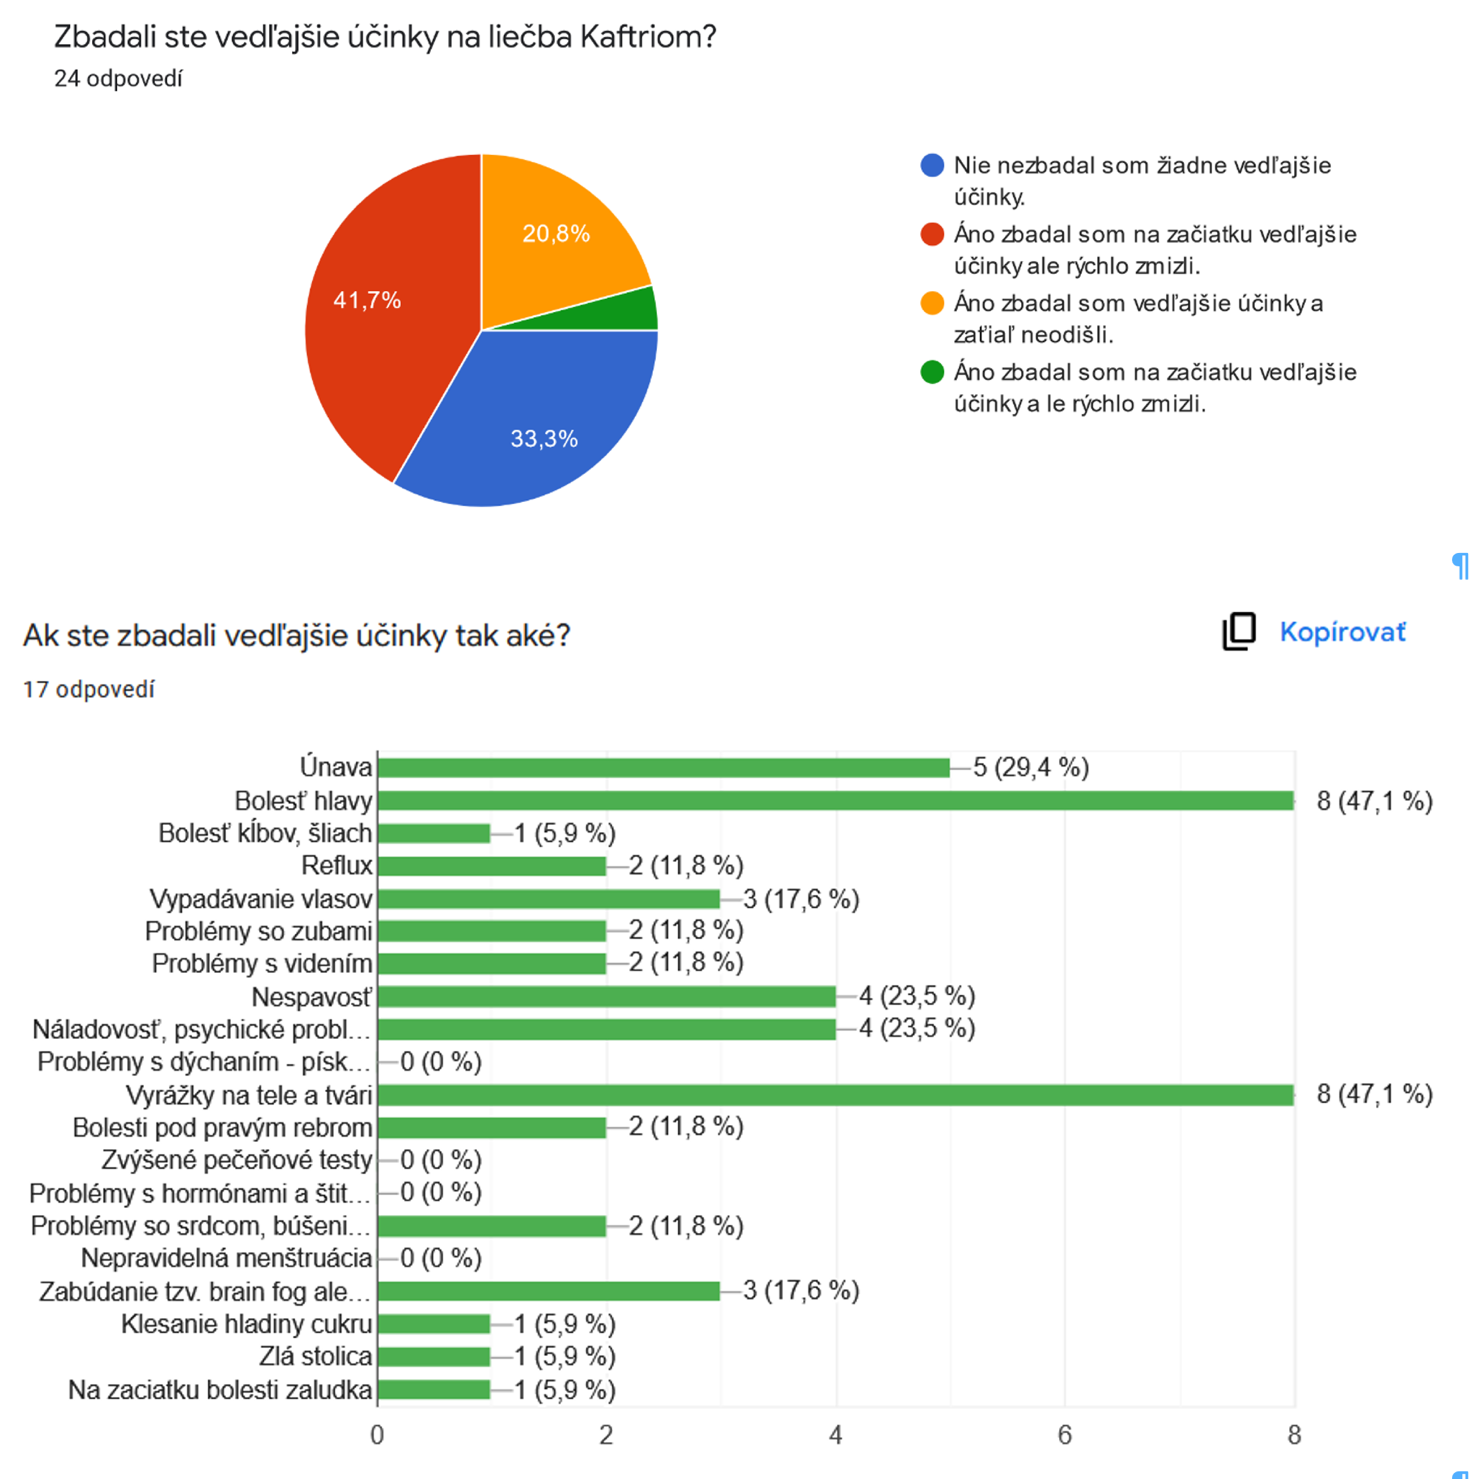 Zbadali ste vedľajšie účinky na liečba Kaftriom?
24 odpovedí
20,8%
41,7%
33,3%
Nie nezbadal som žiadne vedľajšie
účinky.
Áno zbadal som na začiatku vedľajšie
účinky ale rýchlo zmizli.
Áno zbadal som vedľajšie účinky a
zatiaľ neodišli.
Áno zbadal som na začiatku vedľajšie
účinky a le rýchlo zmizli.
¶
Ak ste zbadali vedľajšie účinky tak aké?
Kopírovať
17 odpovedí
Únava 5 (29,4 %)
Bolesť hlavy 8 (47,1 %)
Bolesť kĺbov, šliach 1 (5,9 %)
Reflux 2 (11,8 %)
Vypadávanie vlasov 3 (17,6 %)
Problémy so zubami 2 (11,8 %)
Problémy s videním 2 (11,8 %)
Nespavosť 4 (23,5 %)
Náladovosť, psychické probl... 4 (23,5 %)
Problémy s dýchaním - písk... 0 (0 %)
Vyrážky na tele a tvári 8 (47,1 %)
Bolesti pod pravým rebrom 2 (11,8 %)
Zvýšené pečeňové testy 0 (0 %)
Problémy s hormónami a štit... 0 (0 %)
Problémy so srdcom, búšeni... 2 (11,8 %)
Nepravidelná menštruácia 0 (0 %)
Zabúdanie tzv. brain fog ale... 3 (17,6 %)
Klesanie hladiny cukru 1 (5,9 %)
Zlá stolica 1 (5,9 %)
Na zaciatku bolesti zaludka 1 (5,9 %)
0 2 4 6 8
¶